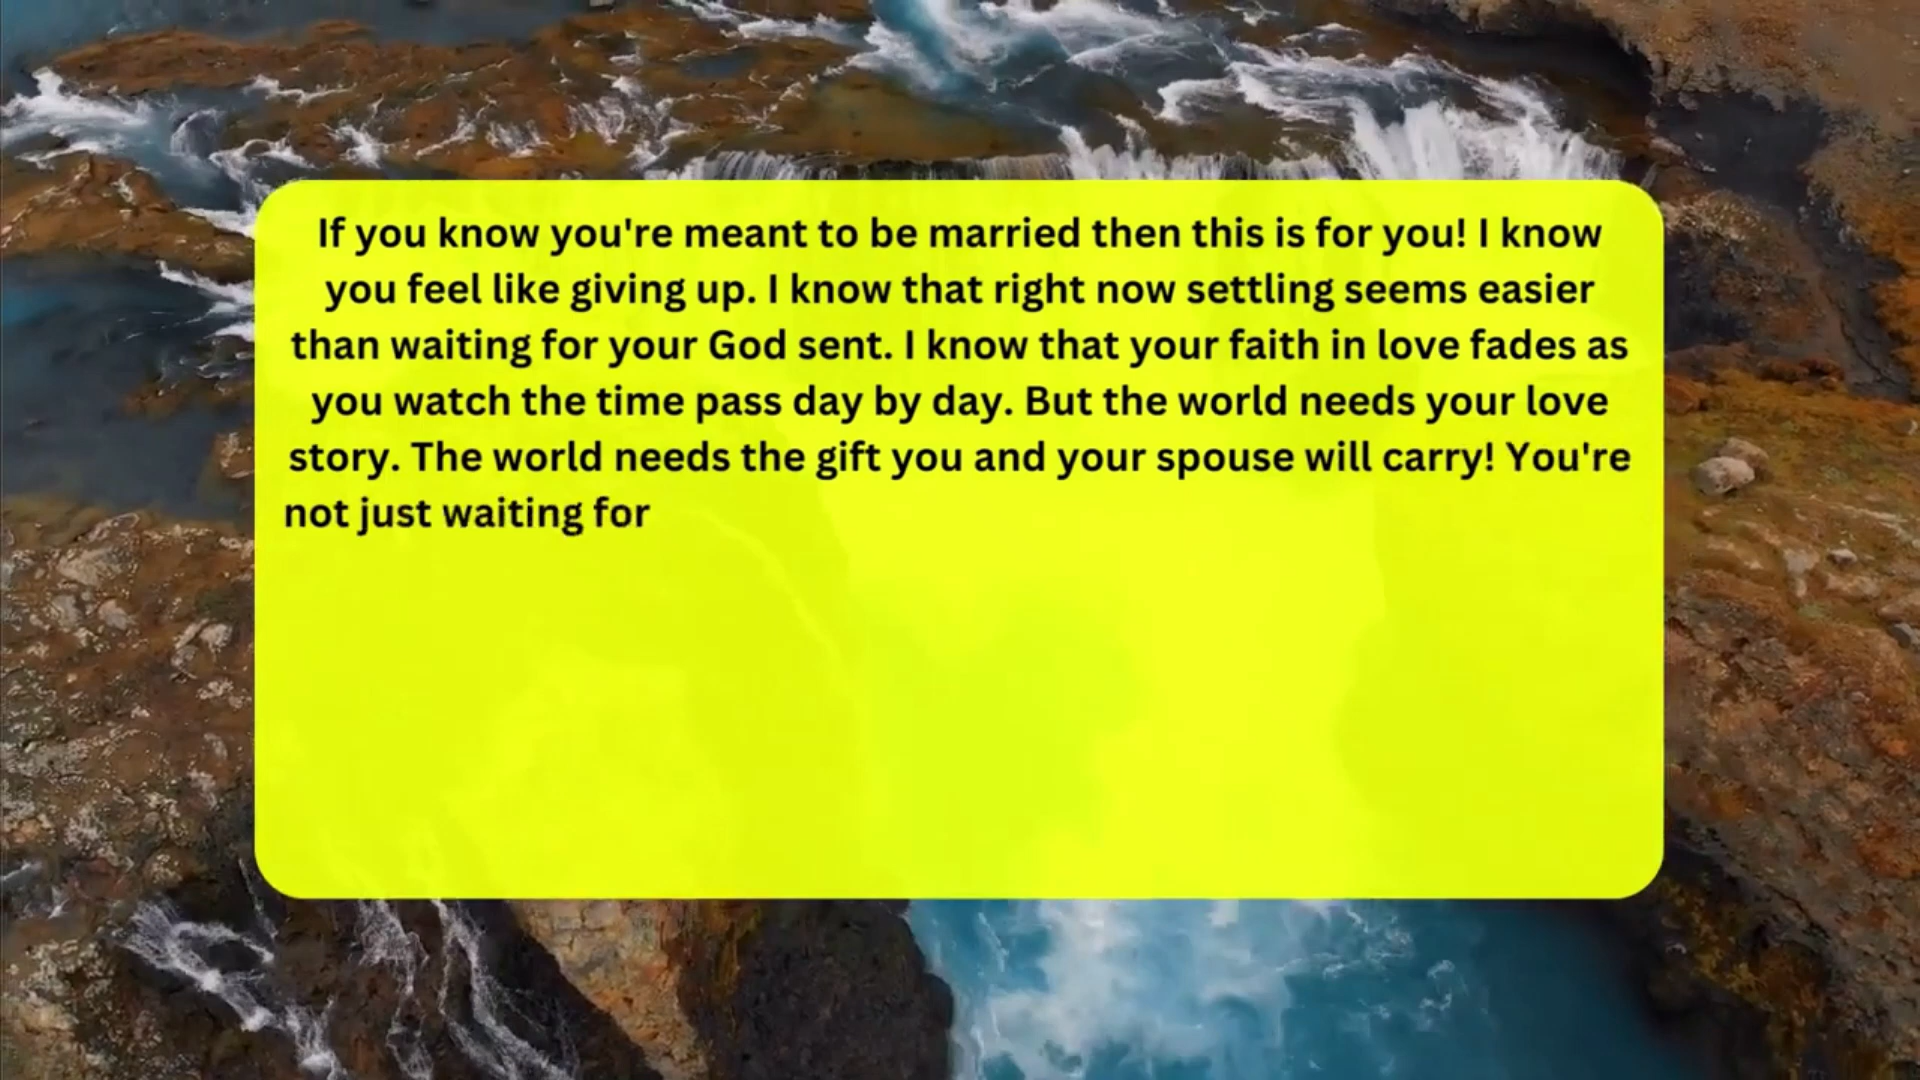 If you know you're meant to be married then this is for you! I know
you feel like giving up. I know that right now settling seems easier
than waiting for your God sent. I know that your faith in love fades as
you watch the time pass day by day. But the world needs your love
story. The world needs the gift you and your spouse will carry! You're
not just waiting for